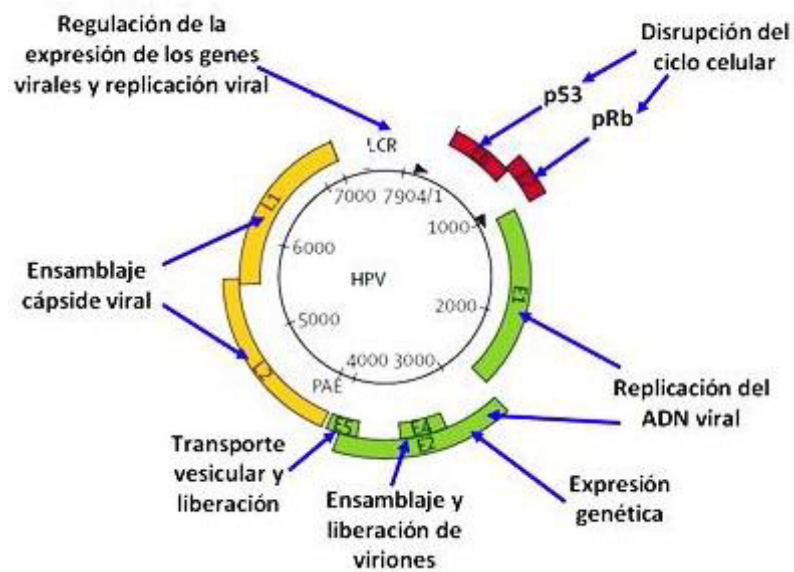 Regulación de la
expresión de los genes
virales y replicación viral
Disrupción del
ciclo celular
p53
pRb
LCR
7000
7904/1
1000
L1
6000
HPV
Ensamblaje
cápside viral
E1
2000
5000
L2
PAE
4000
3000
Replicación del
ADN viral
E5
E4
E2
Transporte
vesicular y
liberación
Ensamblaje y
liberación de
viriones
Expresión
genética